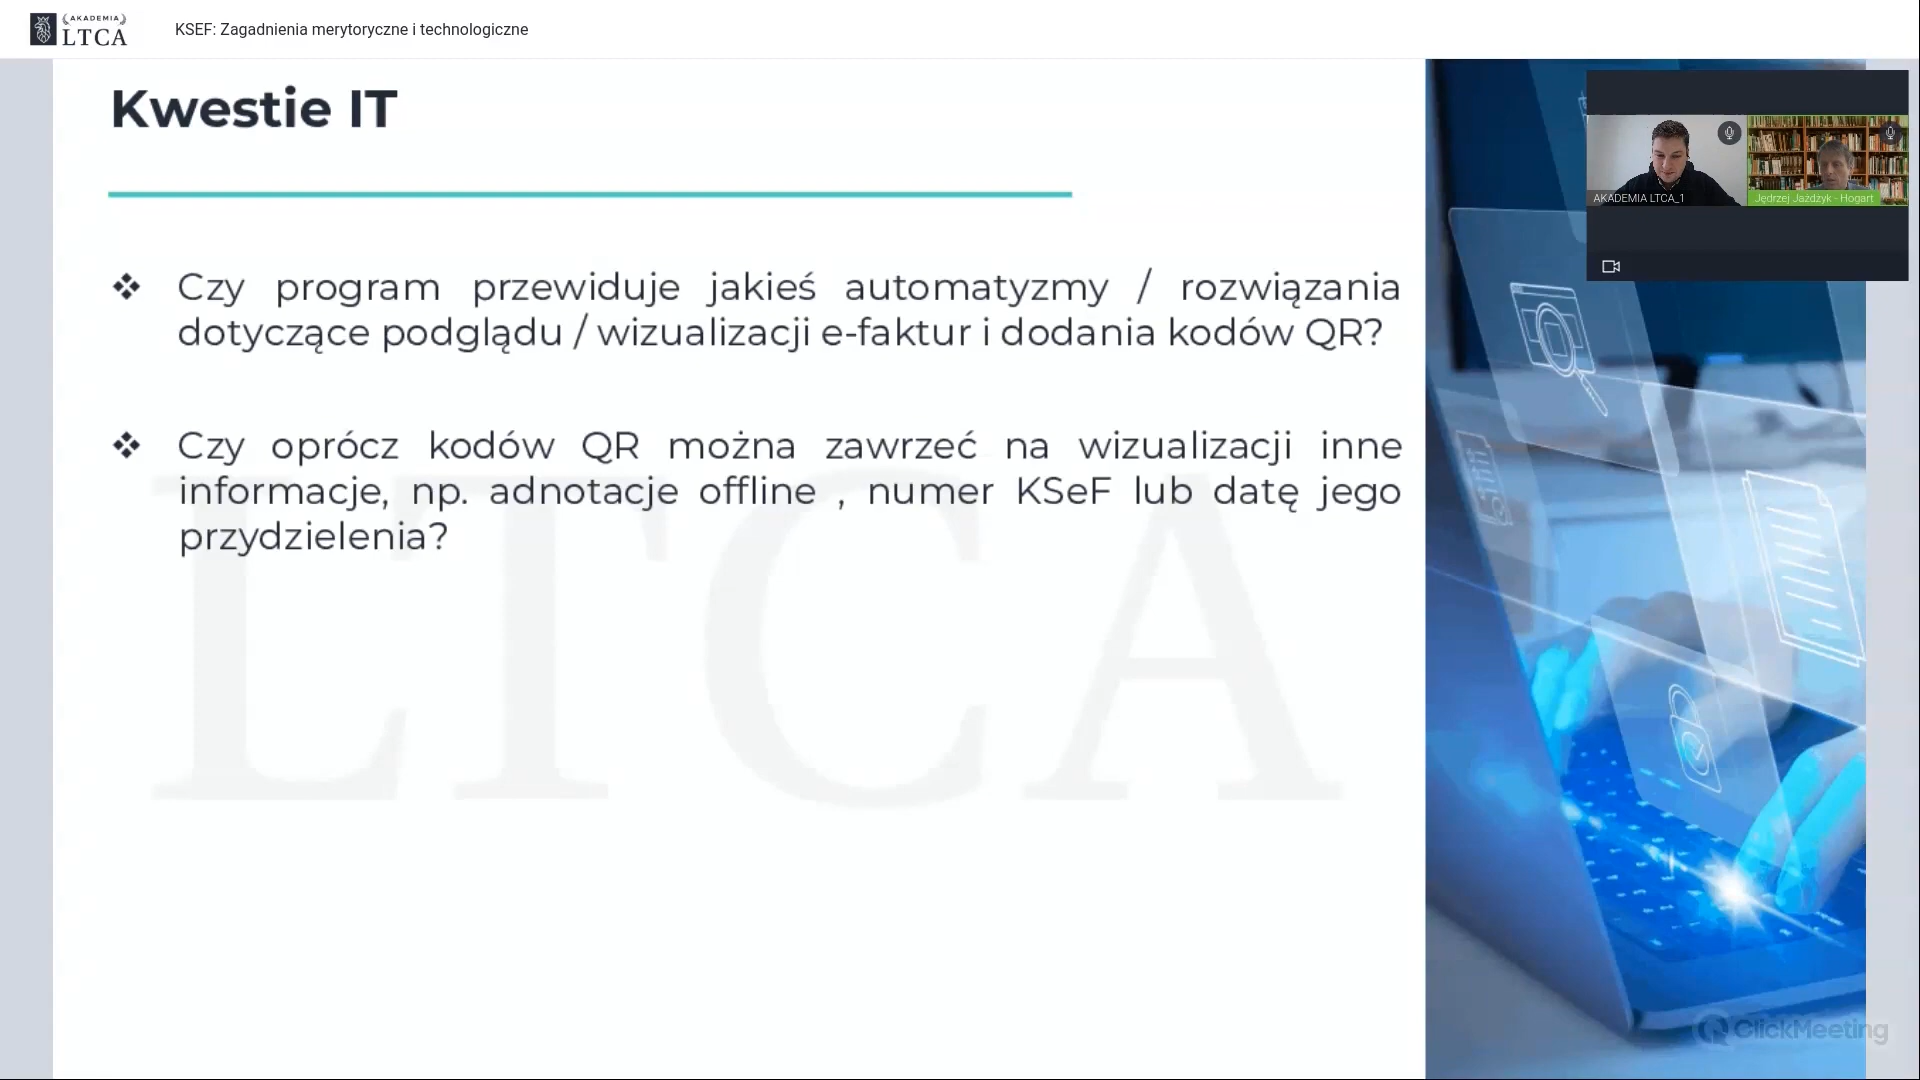 AKADEMIA
LTCA
KSEF: Zagadnienia merytoryczne i technologiczne
Kwestie IT
AKADEMIA LTCA_1
Jędrzej Jażdżyk - Hogart
❖ Czy program przewiduje jakieś automatyzmy / rozwiązania
dotyczące podglądu / wizualizacji e-faktur i dodania kodów QR?
❖ Czy oprócz kodów QR można zawrzeć na wizualizacji inne
informacje, np. adnotacje offline , numer KSeF lub datę jego
przydzielenia?
LTCA
ClickMeeting